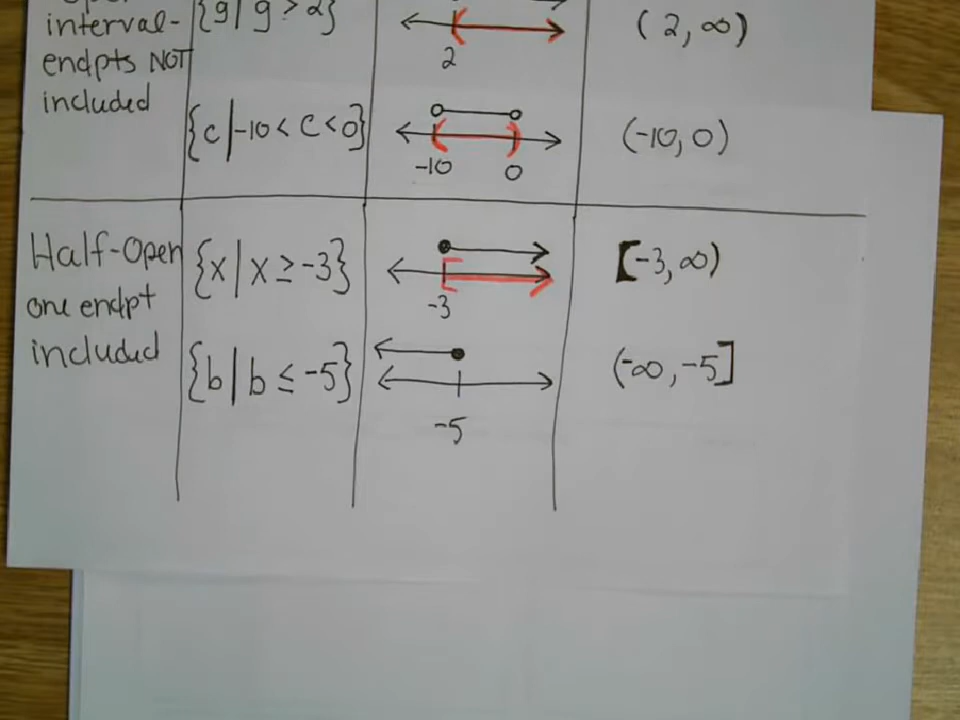 interval-
endpts NOT
included
{g | g > 2}
2
(2, ∞)
{c | -10 < c < 0}
-10
0
(-10, 0)
Half-Open
one endpt
included
{x | x ≥ -3}
-3
[-3, ∞)
{b | b ≤ -5}
-5
(-∞, -5]